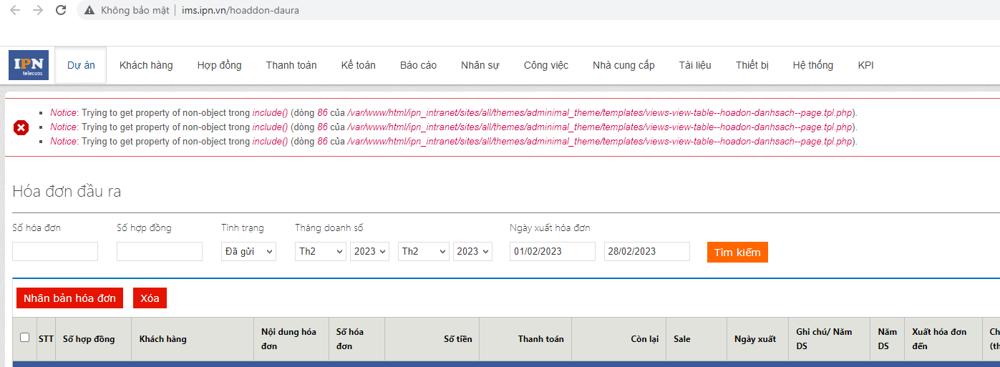 Không bảo mật ims.ipn.vn/hoaddon-daura
IPN telecom
Dự án Khách hàng Hợp đồng Thanh toán Kế toán Báo cáo Nhân sự Công việc Nhà cung cấp Tài liệu Thiết bị Hệ thống KPI
Notice: Trying to get property of non-object trong include() (dòng 86 của /var/www/html/ipn_intranet/sites/all/themes/adminimal_theme/templates/views-view-table--hoadon-danhsach--page.tpl.php).
Notice: Trying to get property of non-object trong include() (dòng 86 của /var/www/html/ipn_intranet/sites/all/themes/adminimal_theme/templates/views-view-table--hoadon-danhsach--page.tpl.php).
Notice: Trying to get property of non-object trong include() (dòng 86 của /var/www/html/ipn_intranet/sites/all/themes/adminimal_theme/templates/views-view-table--hoadon-danhsach--page.tpl.php).
Hóa đơn đầu ra
Số hóa đơn Số hợp đồng Tình trạng Tháng doanh số Ngày xuất hóa đơn
Đã gửi Th2 2023 Th2 2023 01/02/2023 28/02/2023 Tìm kiếm
Nhân bản hóa đơn Xóa
STT Số hợp đồng Khách hàng Nội dung hóa đơn Số hóa đơn Số tiền Thanh toán Còn lại Sale Ngày xuất Ghi chú/ Năm DS Năm DS Xuất hóa đơn đến